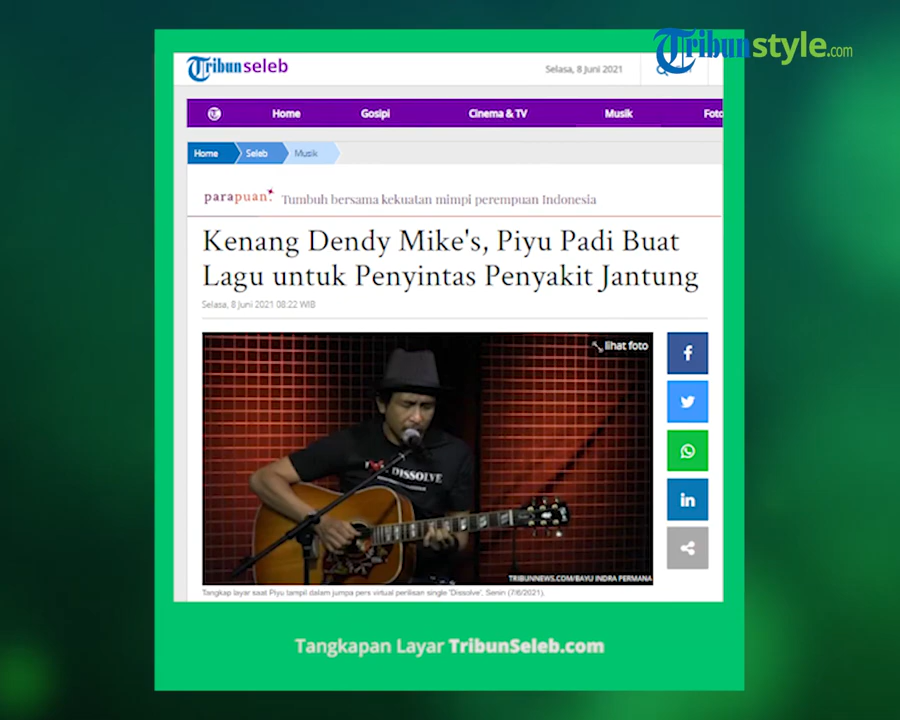 Tribunstyle.com
Tribunseleb
Selasa, 8 Juni 2021
Home Gosipi Cinema & TV Musik Foto
Home Seleb Musik
parapuan. Tumbuh bersama kekuatan mimpi perempuan Indonesia
Kenang Dendy Mike's, Piyu Padi Buat
Lagu untuk Penyintas Penyakit Jantung
Selasa, 8 Juni 2021 08:22 WIB
lihat foto
DISSOLVE
TRIBUNNEWS.COM/BAYU INDRA PERMANA
Tangkap layar saat Piyu tampil dalam jumpa pers virtual perilisan single 'Dissolve', Senin (7/6/2021).
Tangkapan Layar TribunSeleb.com